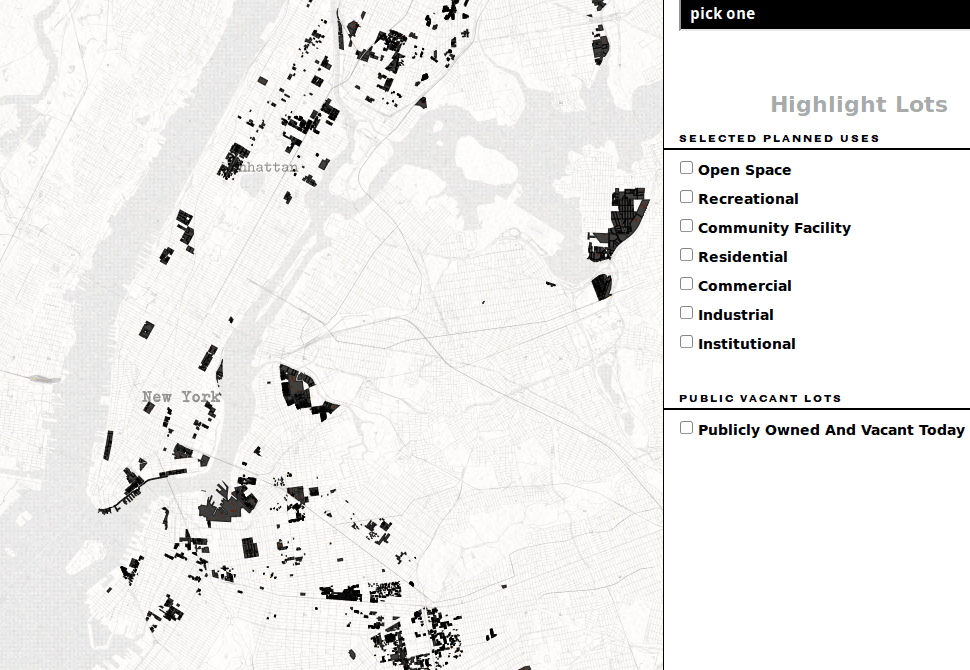 pick one
Highlight Lots
SELECTED PLANNED USES
Open Space
Recreational
Community Facility
Residential
Commercial
Industrial
Institutional
PUBLIC VACANT LOTS
Publicly Owned And Vacant Today
Manhattan
New York